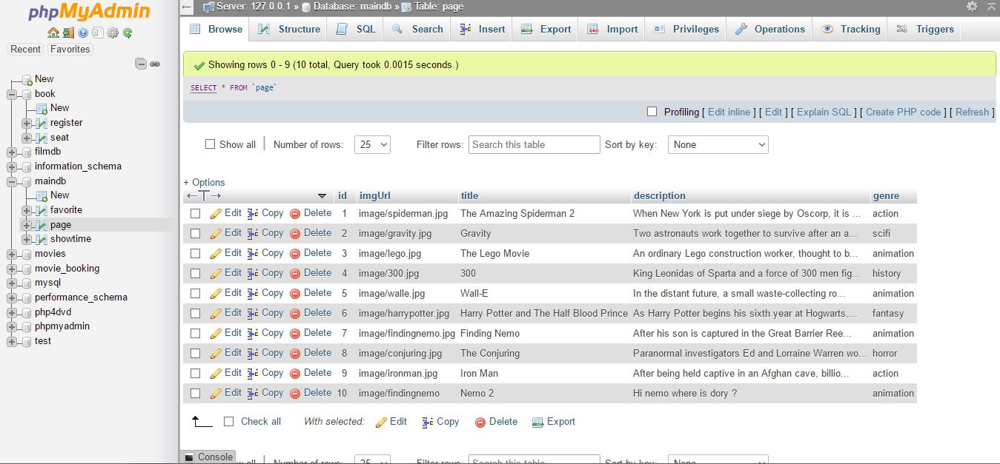 phpMyAdmin
Recent Favorites
New
book
New
register
seat
filmdb
information_schema
maindb
New
favorite
page
showtime
movies
movie_booking
mysql
performance_schema
php4dvd
phpmyadmin
test
Server: 127.0.0.1 » Database: maindb » Table: page
Browse Structure SQL Search Insert Export Import Privileges Operations Tracking Triggers
Showing rows 0 - 9 (10 total, Query took 0.0015 seconds.)
SELECT * FROM `page`
Profiling [ Edit inline ] [ Edit ] [ Explain SQL ] [ Create PHP code ] [ Refresh ]
Show all Number of rows: 25 Filter rows: Search this table Sort by key: None
+ Options
id imgUrl title description genre
Edit Copy Delete 1 image/spiderman.jpg The Amazing Spiderman 2 When New York is put under siege by Oscorp, it is ... action
Edit Copy Delete 2 image/gravity.jpg Gravity Two astronauts work together to survive after an a... scifi
Edit Copy Delete 3 image/lego.jpg The Lego Movie An ordinary Lego construction worker, thought to b... animation
Edit Copy Delete 4 image/300.jpg 300 King Leonidas of Sparta and a force of 300 men fig... history
Edit Copy Delete 5 image/walle.jpg Wall-E In the distant future, a small waste-collecting ro... animation
Edit Copy Delete 6 image/harrypotter.jpg Harry Potter and The Half Blood Prince As Harry Potter begins his sixth year at Hogwarts,... fantasy
Edit Copy Delete 7 image/findingnemo.jpg Finding Nemo After his son is captured in the Great Barrier Ree... animation
Edit Copy Delete 8 image/conjuring.jpg The Conjuring Paranormal investigators Ed and Lorraine Warren wo... horror
Edit Copy Delete 9 image/ironman.jpg Iron Man After being held captive in an Afghan cave, billio... action
Edit Copy Delete 10 image/findingnemo Nemo 2 Hi nemo where is dory ? animation
Check all With selected: Edit Copy Delete Export
Console
all Number of rows: 25 Filter rows: Search this table Sort by key: None